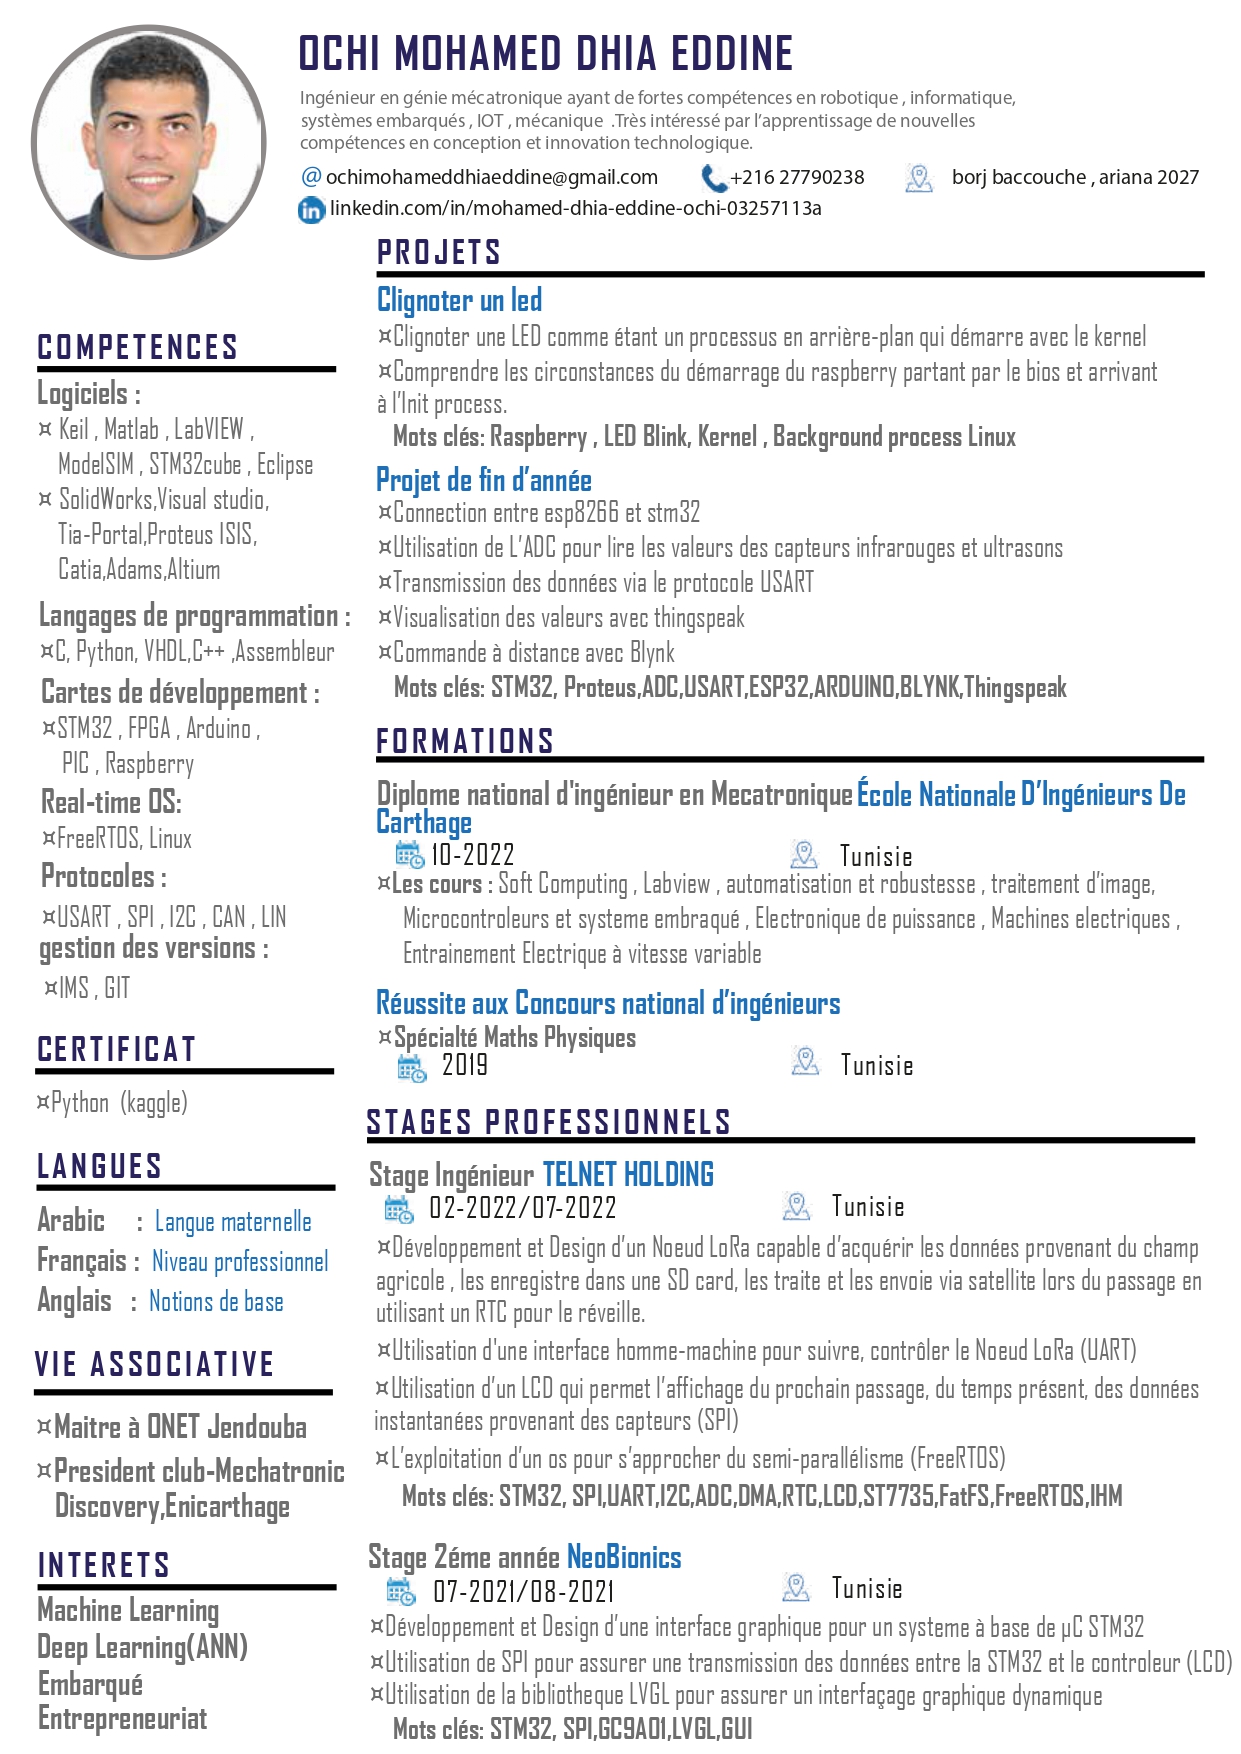 OCHI MOHAMED DHIA EDDINE
Ingénieur en génie mécatronique ayant de fortes compétences en robotique , informatique,
systèmes embarqués , IOT , mécanique .Très intéressé par l’apprentissage de nouvelles
compétences en conception et innovation technologique.
@ ochimohameddhiaeddine@gmail.com +216 27790238 borj baccouche , ariana 2027
in linkedin.com/in/mohamed-dhia-eddine-ochi-03257113a
COMPETENCES
Logiciels :
¤ Keil , Matlab , LabVIEW ,
ModelSIM , STM32cube , Eclipse
¤ SolidWorks,Visual studio,
Tia-Portal,Proteus ISIS,
Catia,Adams,Altium
Langages de programmation :
¤C, Python, VHDL,C++ ,Assembleur
Cartes de développement :
¤STM32 , FPGA , Arduino ,
PIC , Raspberry
Real-time OS:
¤FreeRTOS, Linux
Protocoles :
¤USART , SPI , I2C , CAN , LIN
gestion des versions :
¤IMS , GIT
CERTIFICAT
¤Python (kaggle)
LANGUES
Arabic : Langue maternelle
Français : Niveau professionnel
Anglais : Notions de base
VIE ASSOCIATIVE
¤Maitre à ONET Jendouba
¤President club-Mechatronic
Discovery,Enicarthage
INTERETS
Machine Learning
Deep Learning(ANN)
Embarqué
Entrepreneuriat
PROJETS
Clignoter un led
¤Clignoter une LED comme étant un processus en arrière-plan qui démarre avec le kernel
¤Comprendre les circonstances du démarrage du raspberry partant par le bios et arrivant
à l’Init process.
Mots clés: Raspberry , LED Blink, Kernel , Background process Linux
Projet de fin d’année
¤Connection entre esp8266 et stm32
¤Utilisation de L’ADC pour lire les valeurs des capteurs infrarouges et ultrasons
¤Transmission des données via le protocole USART
¤Visualisation des valeurs avec thingspeak
¤Commande à distance avec Blynk
Mots clés: STM32, Proteus,ADC,USART,ESP32,ARDUINO,BLYNK,Thingspeak
FORMATIONS
Diplome national d'ingénieur en Mecatronique École Nationale D’Ingénieurs De
Carthage
10-2022 Tunisie
¤Les cours : Soft Computing , Labview , automatisation et robustesse , traitement d’image,
Microcontroleurs et systeme embraqué , Electronique de puissance , Machines electriques ,
Entrainement Electrique à vitesse variable
Réussite aux Concours national d’ingénieurs
¤Spécialté Maths Physiques
2019 Tunisie
STAGES PROFESSIONNELS
Stage Ingénieur TELNET HOLDING
02-2022/07-2022 Tunisie
¤Développement et Design d’un Noeud LoRa capable d’acquérir les données provenant du champ
agricole , les enregistre dans une SD card, les traite et les envoie via satellite lors du passage en
utilisant un RTC pour le réveille.
¤Utilisation d'une interface homme-machine pour suivre, contrôler le Noeud LoRa (UART)
¤Utilisation d’un LCD qui permet l’affichage du prochain passage, du temps présent, des données
instantanées provenant des capteurs (SPI)
¤L’exploitation d’un os pour s’approcher du semi-parallélisme (FreeRTOS)
Mots clés: STM32, SPI,UART,I2C,ADC,DMA,RTC,LCD,ST7735,FatFS,FreeRTOS,IHM
Stage 2éme année NeoBionics
07-2021/08-2021 Tunisie
¤Développement et Design d’une interface graphique pour un systeme à base de µC STM32
¤Utilisation de SPI pour assurer une transmission des données entre la STM32 et le controleur (LCD)
¤Utilisation de la bibliotheque LVGL pour assurer un interfaçage graphique dynamique
Mots clés: STM32, SPI,GC9A01,LVGL,GUI